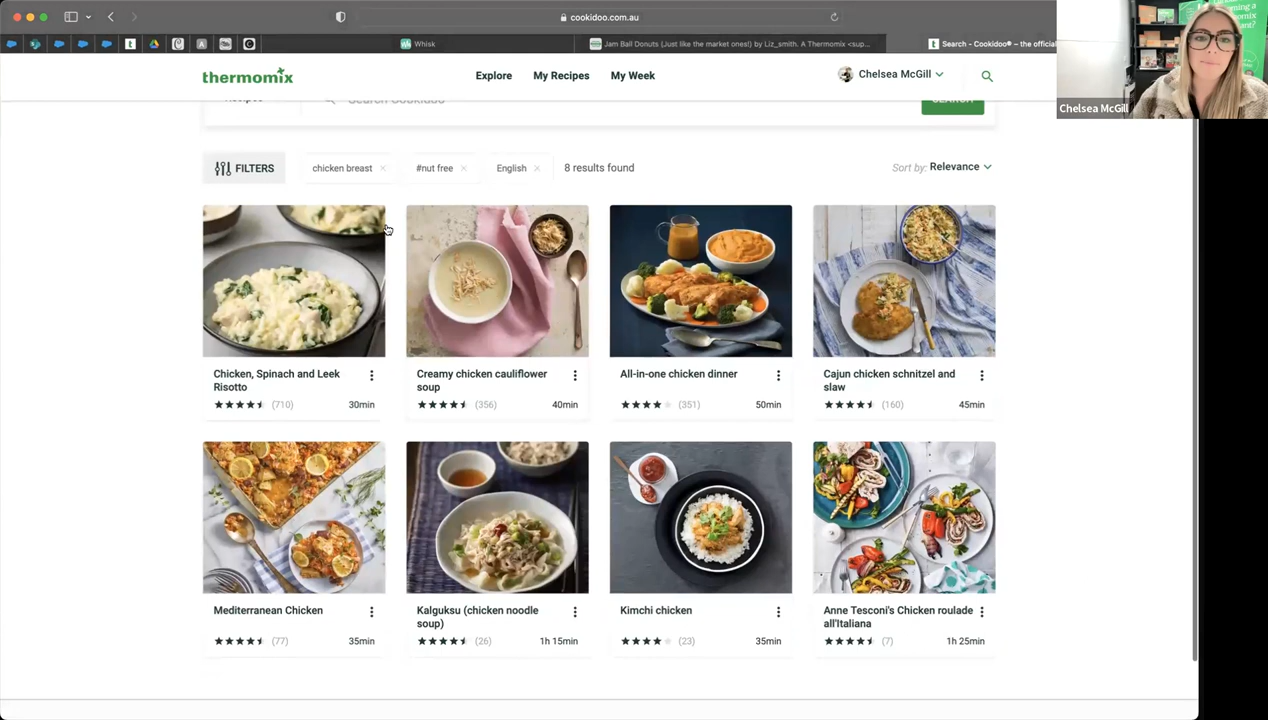 cookidoo.com.au
Whisk
Jam Ball Donuts (Just like the market ones!) by Liz_smith. A Thermomix <sup...
Search - Cookidoo® – the official
thermomix
Explore
My Recipes
My Week
Chelsea McGill
Chelsea McGill
Recipes
Search Cookidoo
SEARCH
FILTERS
chicken breast ×
#nut free ×
English ×
8 results found
Sort by: Relevance
Chicken, Spinach and Leek
Risotto
(710) 30min
Creamy chicken cauliflower
soup
(356) 40min
All-in-one chicken dinner
(351) 50min
Cajun chicken schnitzel and
slaw
(160) 45min
Mediterranean Chicken
(77) 35min
Kalguksu (chicken noodle
soup)
(26) 1h 15min
Kimchi chicken
(23) 35min
Anne Tesconi's Chicken roulade
all'Italiana
(7) 1h 25min